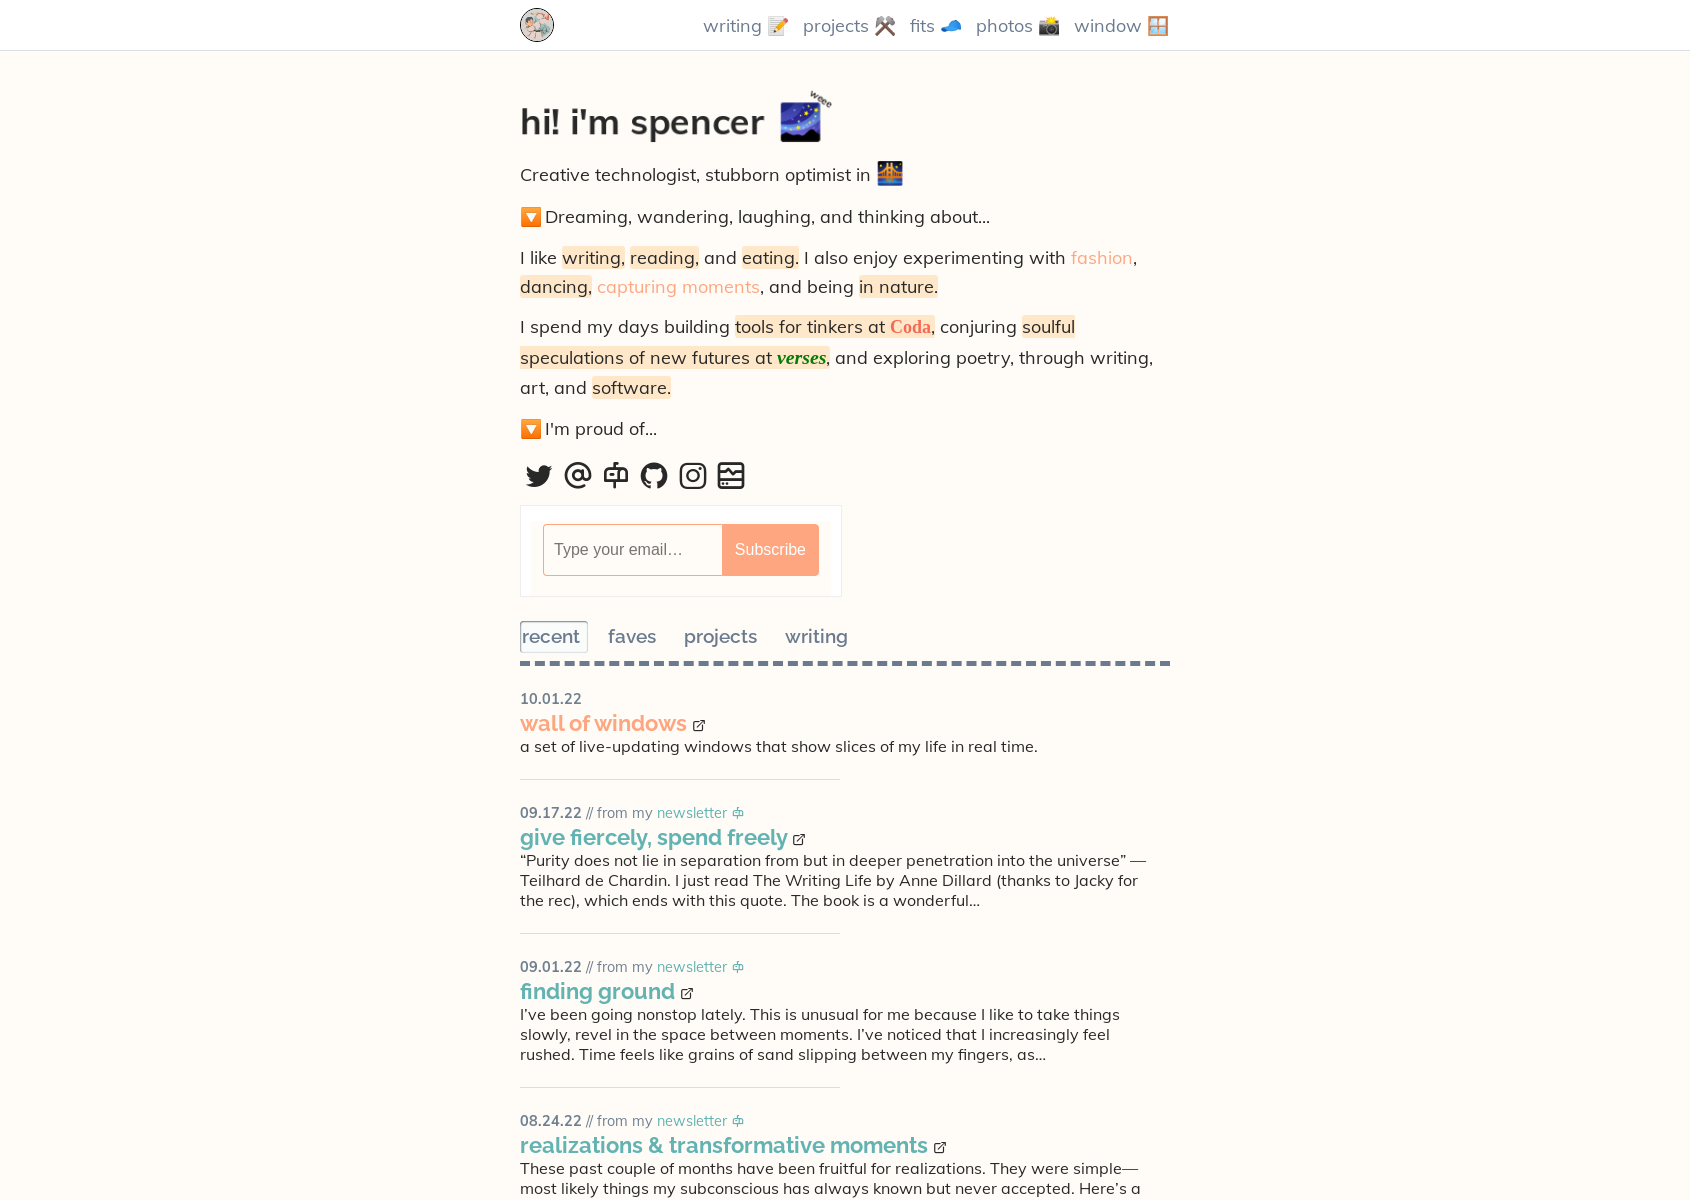 writing 📝 projects ⚒️ fits 🧢 photos 📸 window 🪟
weee
hi! i'm spencer 🌌
Creative technologist, stubborn optimist in 🌉
🔽 Dreaming, wandering, laughing, and thinking about...
I like writing, reading, and eating. I also enjoy experimenting with fashion,
dancing, capturing moments, and being in nature.
I spend my days building tools for tinkers at Coda, conjuring soulful
speculations of new futures at verses, and exploring poetry, through writing,
art, and software.
🔽 I'm proud of...
Type your email… Subscribe
recent faves projects writing
10.01.22
wall of windows
a set of live-updating windows that show slices of my life in real time.
09.17.22 // from my newsletter
give fiercely, spend freely
“Purity does not lie in separation from but in deeper penetration into the universe” —
Teilhard de Chardin. I just read The Writing Life by Anne Dillard (thanks to Jacky for
the rec), which ends with this quote. The book is a wonderful...
09.01.22 // from my newsletter
finding ground
I’ve been going nonstop lately. This is unusual for me because I like to take things
slowly, revel in the space between moments. I’ve noticed that I increasingly feel
rushed. Time feels like grains of sand slipping between my fingers, as...
08.24.22 // from my newsletter
realizations & transformative moments
These past couple of months have been fruitful for realizations. They were simple—
most likely things my subconscious has always known but never accepted. Here’s a